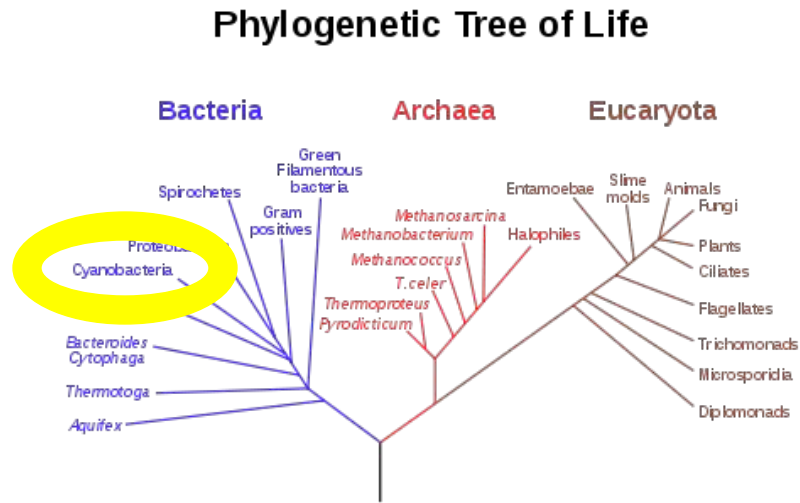 Phylogenetic Tree of Life
Bacteria
Archaea
Eucaryota
Green
Filamentous
bacteria
Spirochetes
Gram
positives
Cyanobacteria
Bacteroides
Cytophaga
Thermotoga
Aquifex
Methanosarcina
Methanobacterium
Halophiles
Methanococcus
T.celer
Thermoproteus
Pyrodicticum
Entamoebae
Slime
molds
Animals
Fungi
Plants
Ciliates
Flagellates
Trichomonads
Microsporidia
Diplomonads